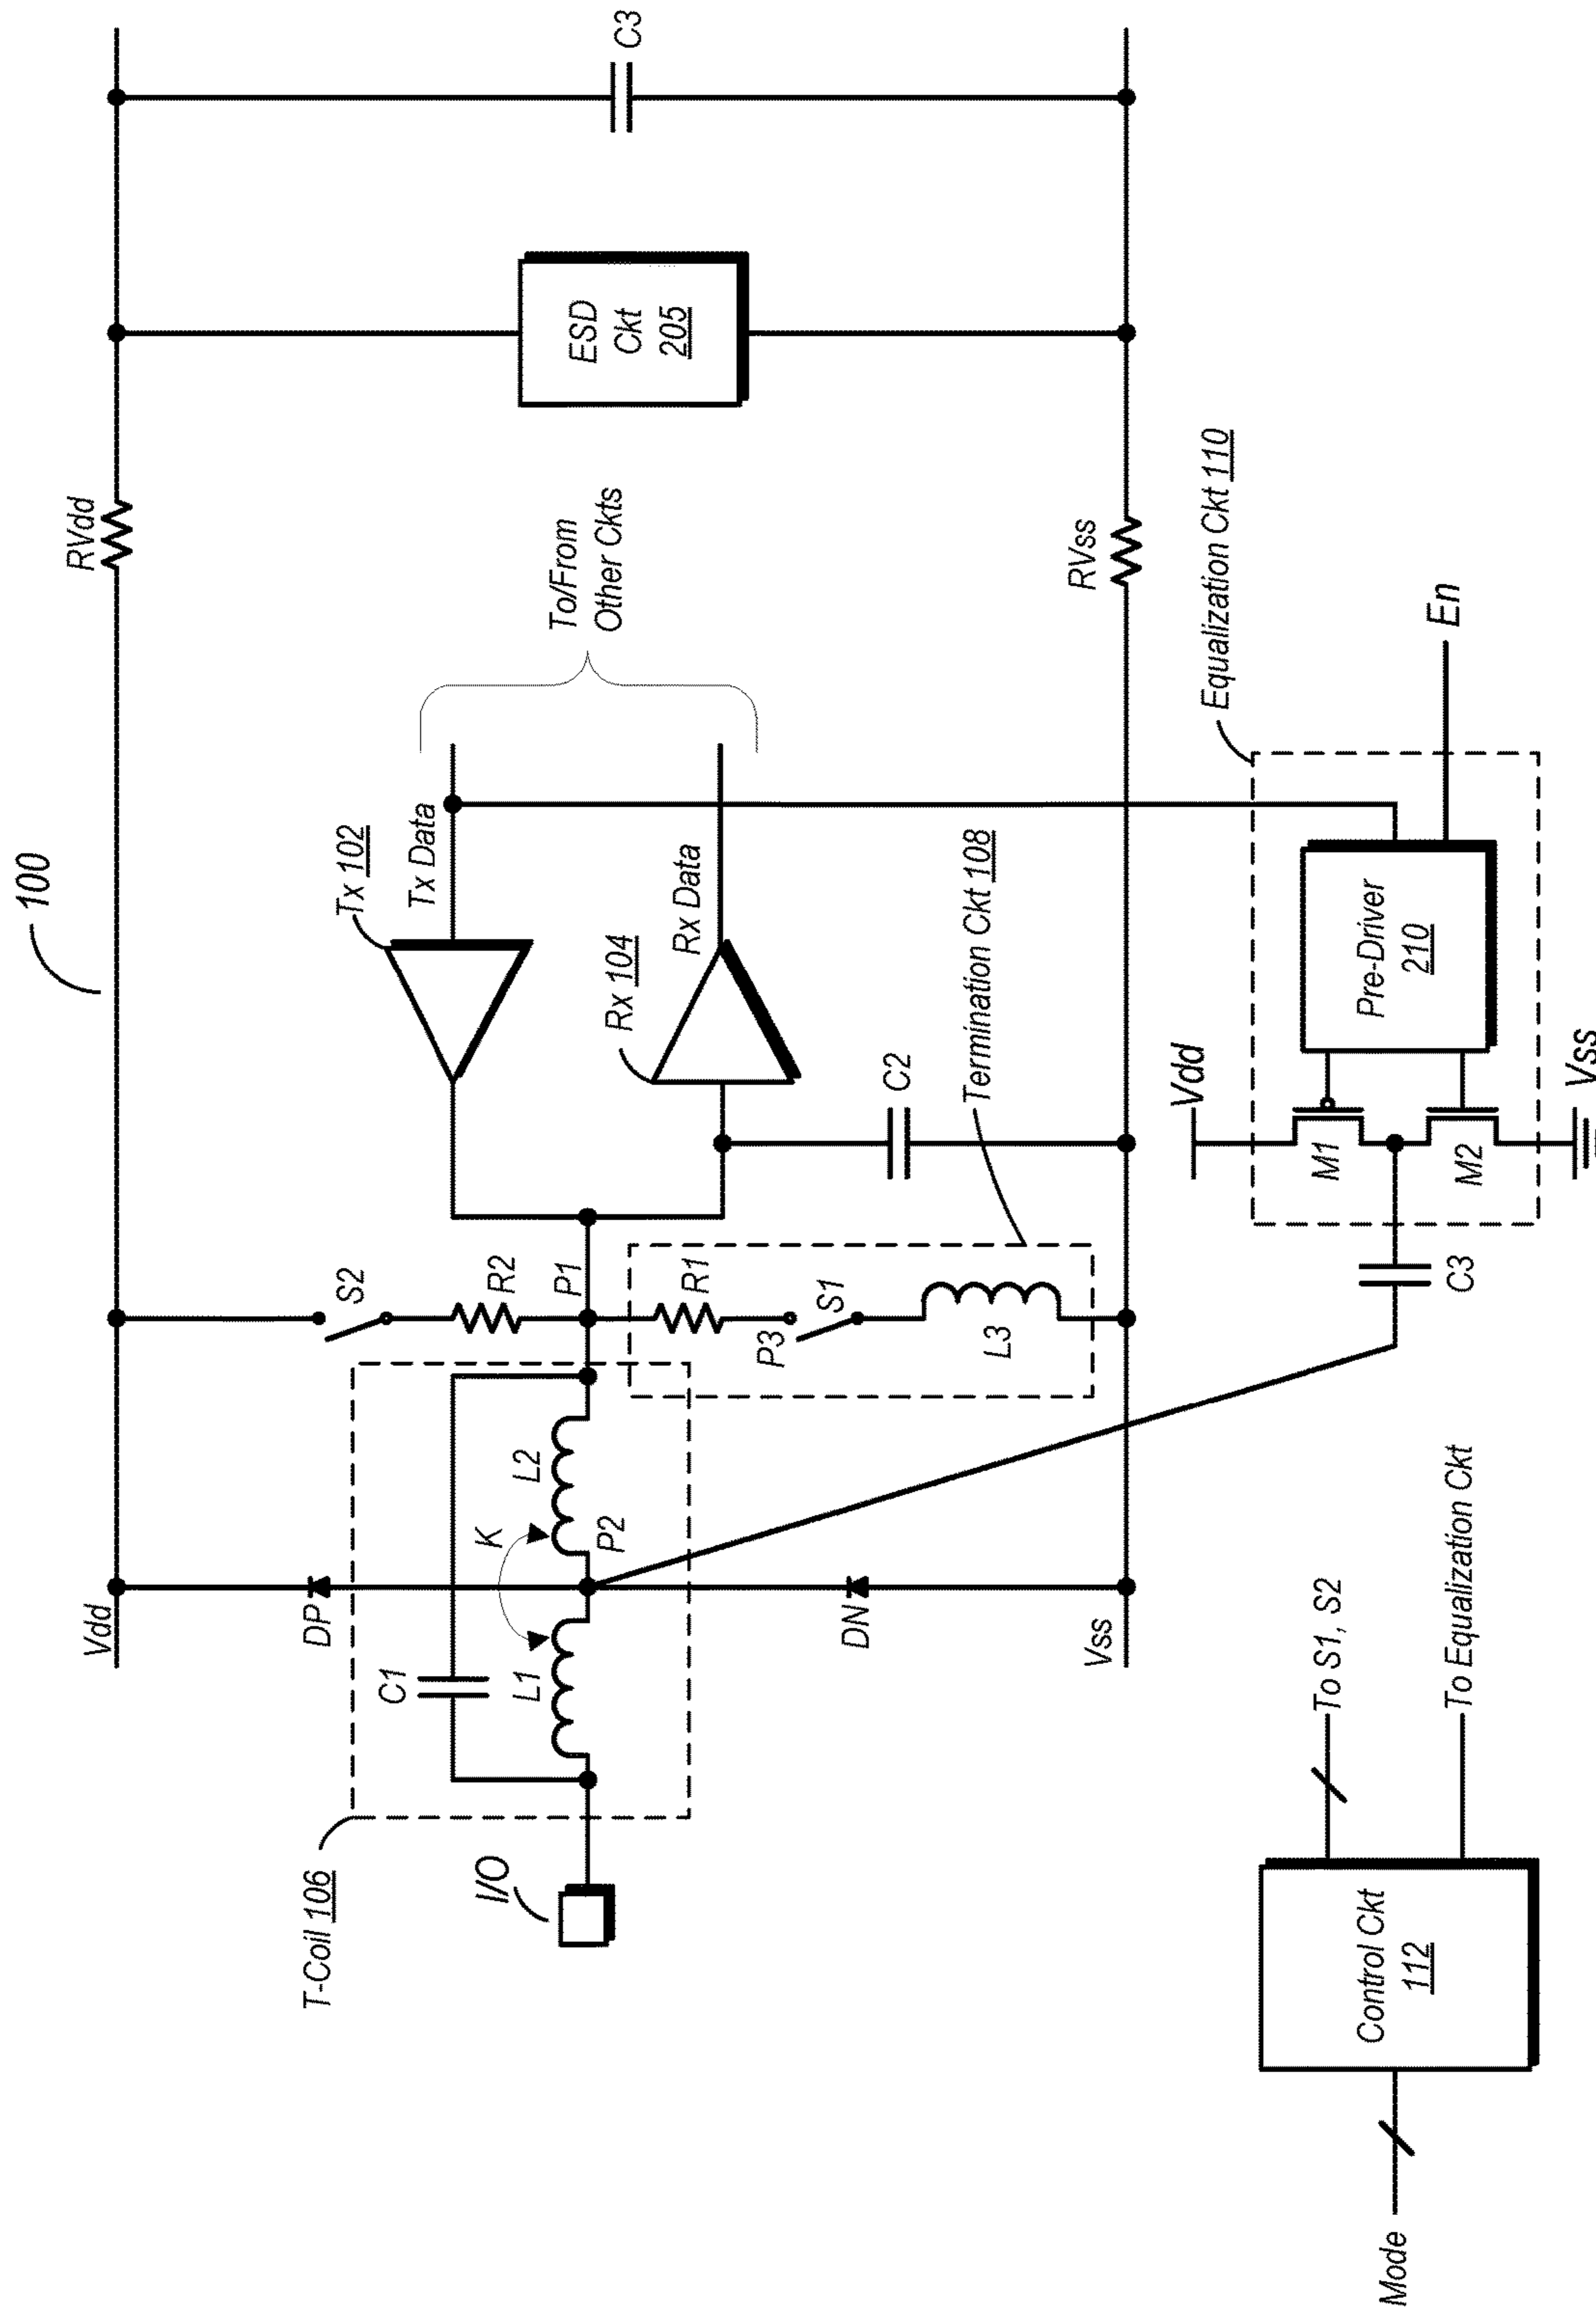 100
Vdd
RVdd
DP
S2
R2
C3
T-Coil 106
C1
K
L1
L2
P2
P1
I/O
Tx 102
Tx Data
Rx 104
Rx Data
To/From
Other Ckts
ESD
Ckt
205
R1
P3
S1
L3
C2
Termination Ckt 108
DN
Vss
RVss
Mode
Control Ckt
112
To S1, S2
To Equalization Ckt
C3
Vdd
M1
M2
Vss
Pre-Driver
210
En
Equalization Ckt 110